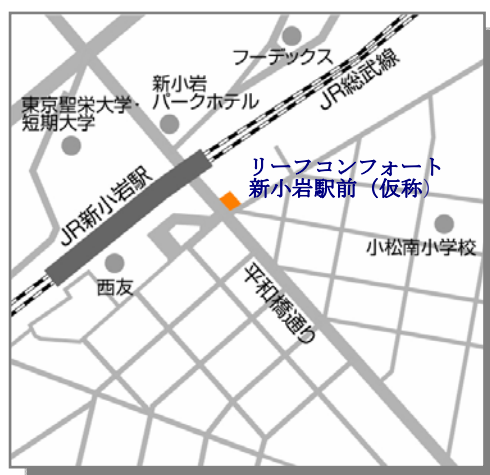 フーデックス
JR総武線
新小岩
パークホテル
東京聖栄大学・
短期大学
リーフコンフォート
新小岩駅前（仮称）
JR新小岩駅
小松南小学校
西友
平和橋通り